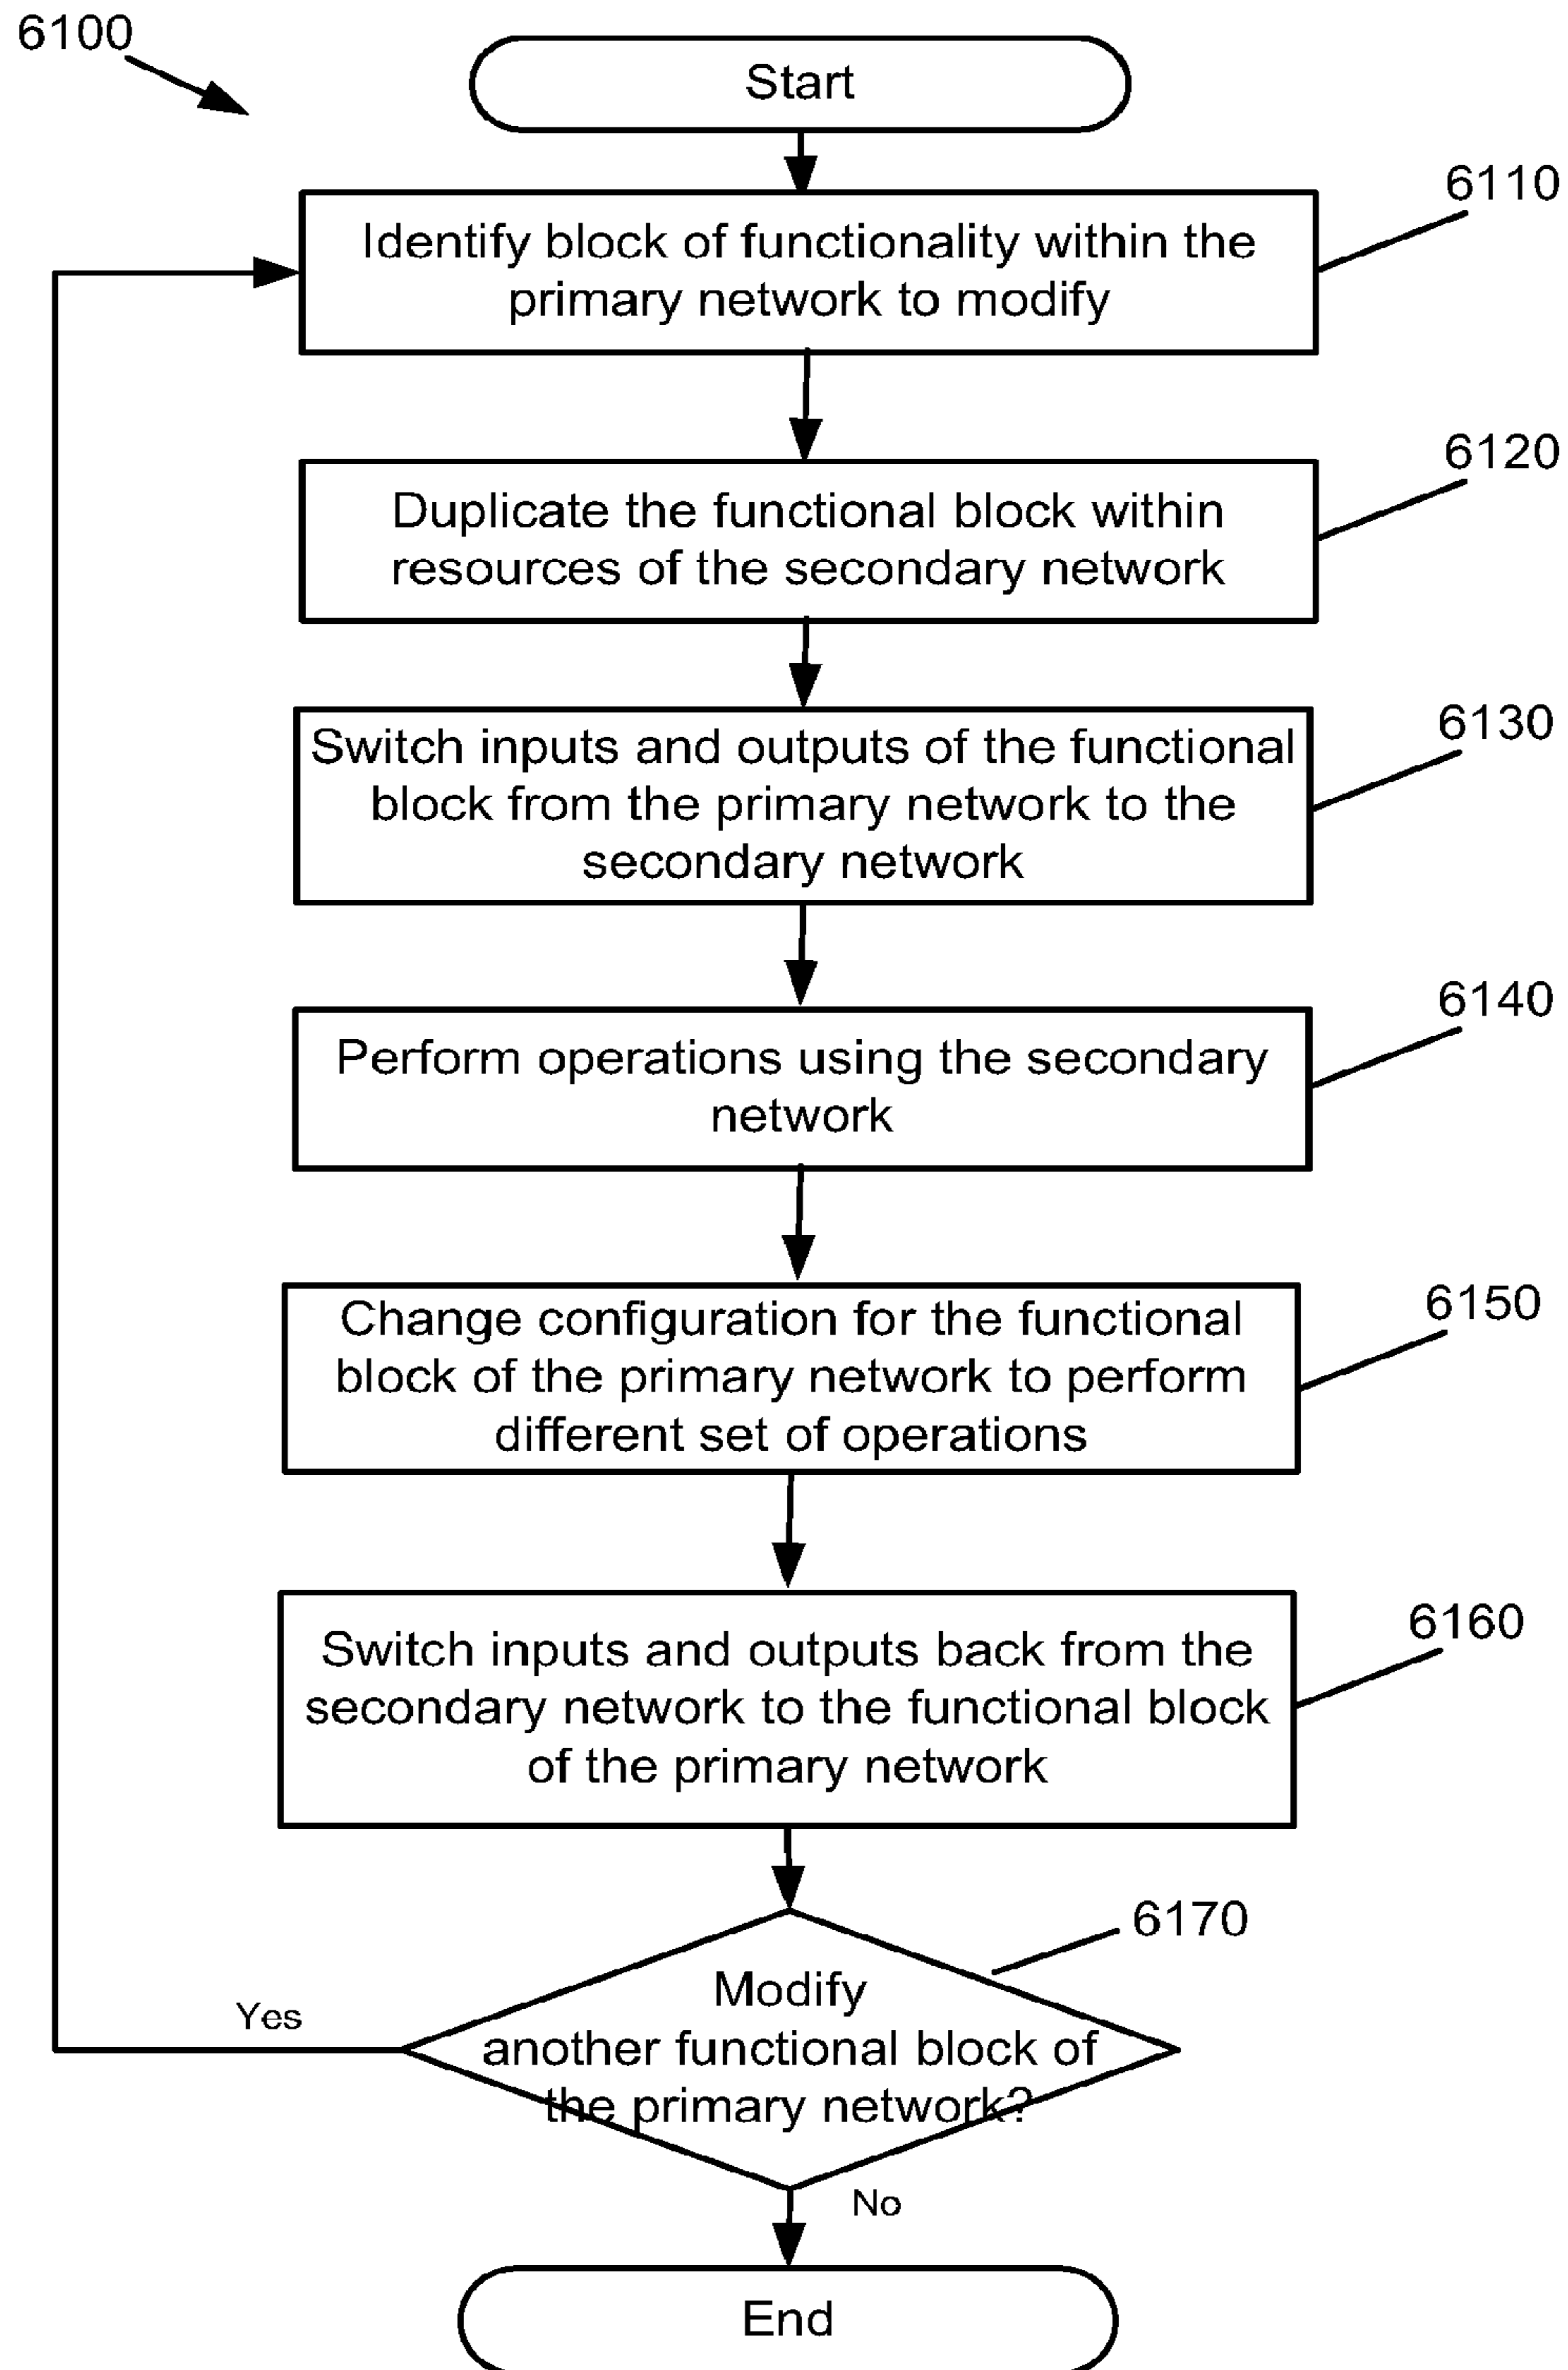 6100
Start
6110
Identify block of functionality within the
primary network to modify
6120
Duplicate the functional block within
resources of the secondary network
6130
Switch inputs and outputs of the functional
block from the primary network to the
secondary network
6140
Perform operations using the secondary
network
6150
Change configuration for the functional
block of the primary network to perform
different set of operations
6160
Switch inputs and outputs back from the
secondary network to the functional block
of the primary network
6170
Modify
another functional block of
the primary network?
Yes
No
End